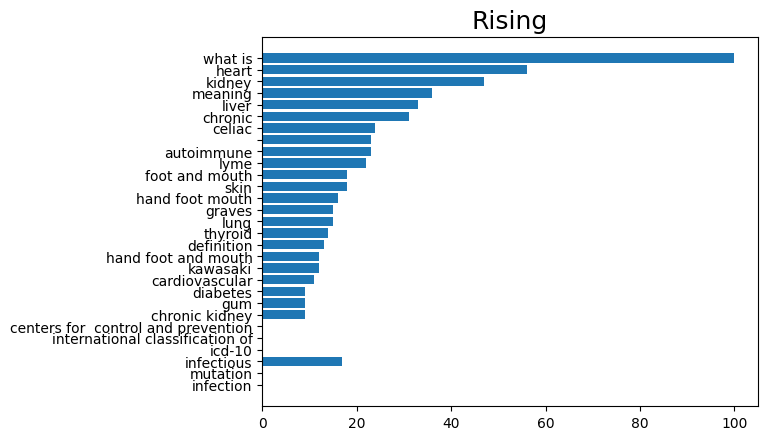 Rising
what is
heart
kidney
meaning
liver
chronic
celiac
autoimmune
lyme
foot and mouth
skin
hand foot mouth
graves
lung
thyroid
definition
hand foot and mouth
kawasaki
cardiovascular
diabetes
gum
chronic kidney
centers for  control and prevention
international classification of
icd-10
infectious
mutation
infection
0 20 40 60 80 100